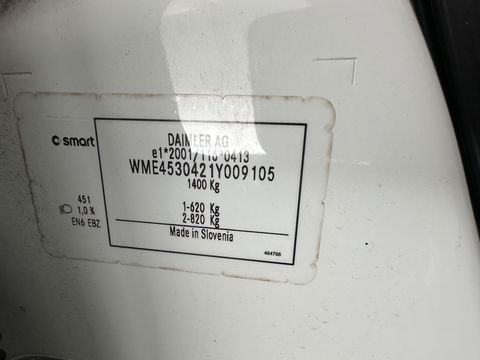 smart
DAIMLER AG
e1*2001/116*0413
WME4530421Y009105
1400 Kg
1-620 Kg
2-820 Kg
Made in Slovenia
451
1,0 %
EN6 EBZ
464706